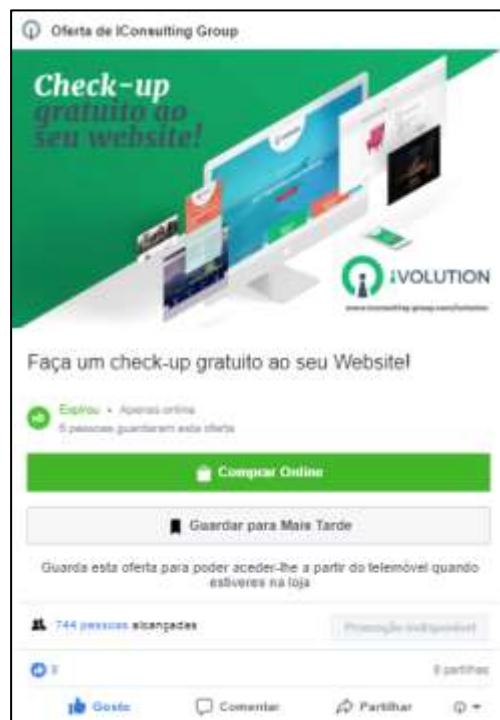 Oferta de IConsulting Group
Check-up
gratuito ao
seu website!
iVOLUTION
Faça um check-up gratuito ao seu Website!
Expirou • Apenas online
6 pessoas guardaram esta oferta
Comprar Online
Guardar para Mais Tarde
Guarda esta oferta para poder aceder-lhe a partir do telemóvel quando
estiveres na loja
744 pessoas alcançadas
Promoção indisponível
8 partilhas
Gosto
Comentar
Partilhar